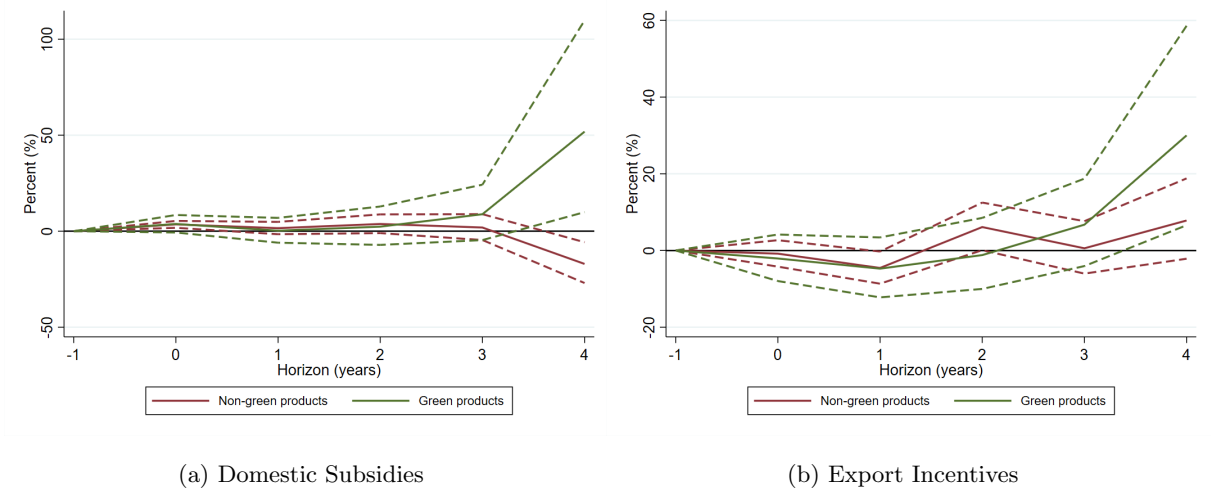 100
50
0
-50
Percent (%)
-1 0 1 2 3 4
Horizon (years)
Non-green products Green products
(a) Domestic Subsidies
60
40
20
0
-20
Percent (%)
-1 0 1 2 3 4
Horizon (years)
Non-green products Green products
(b) Export Incentives